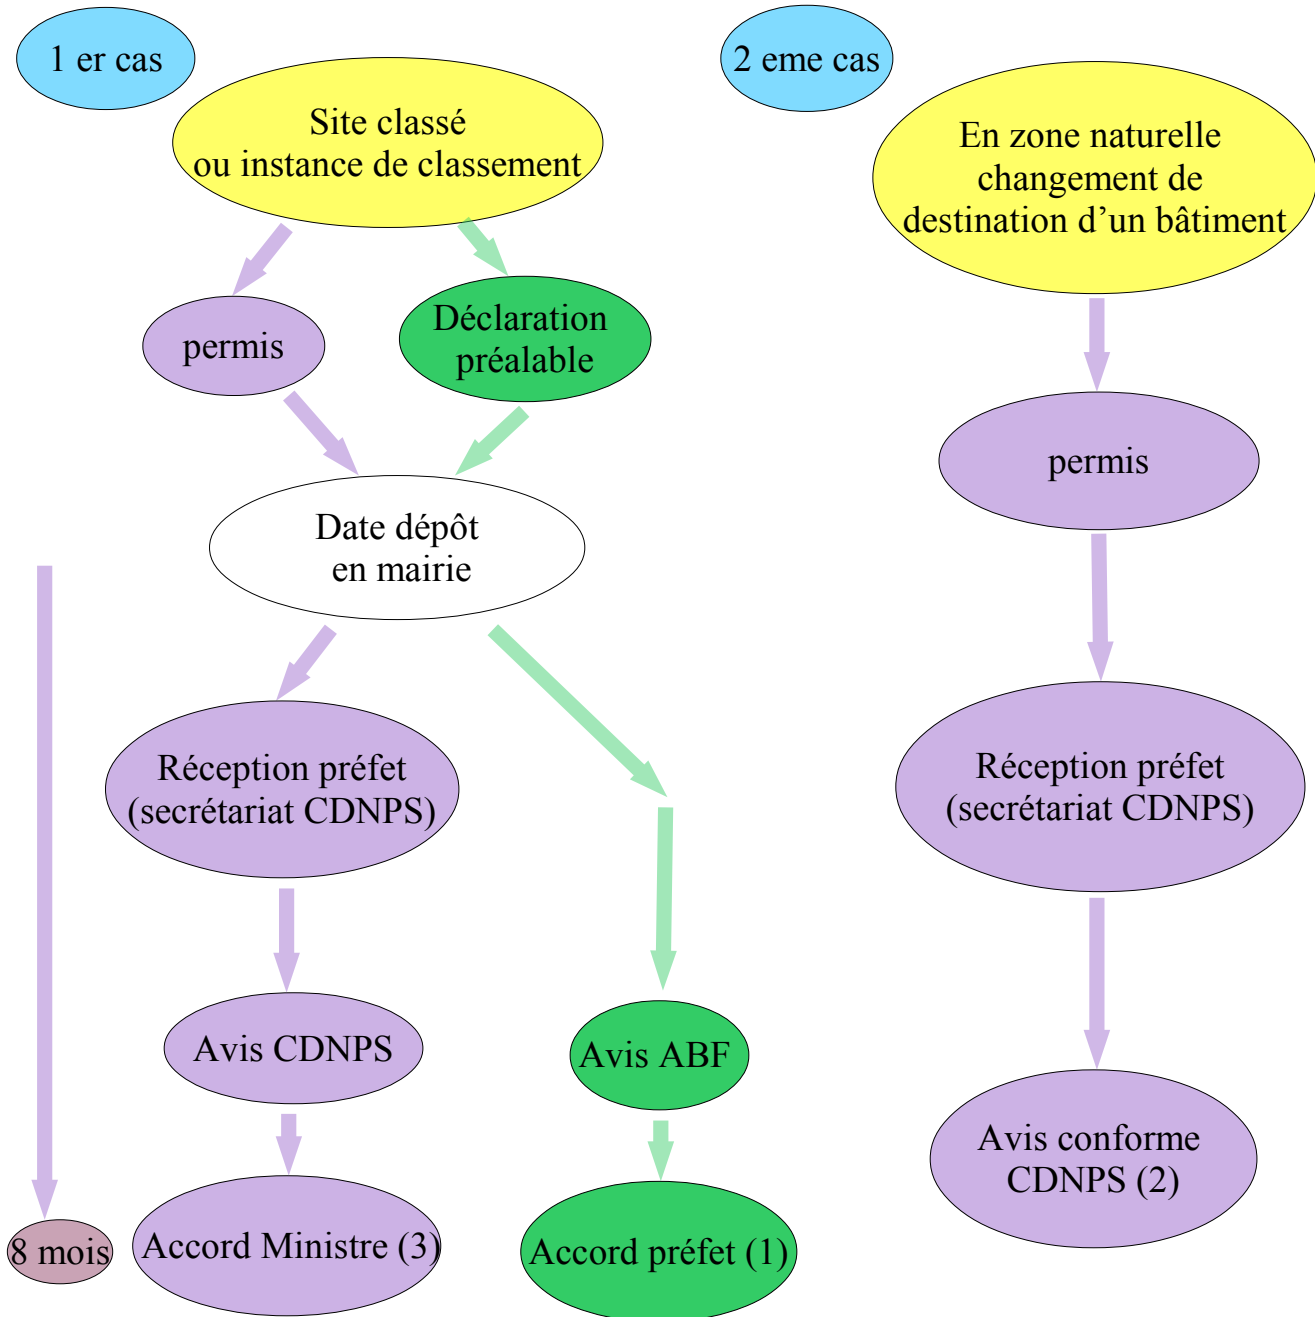 1 er cas
Site classé
ou instance de classement
permis
Déclaration
préalable
Date dépôt
en mairie
Réception préfet
(secrétariat CDNPS)
Avis CDNPS
Avis ABF
8 mois
Accord Ministre (3)
Accord préfet (1)
2 eme cas
En zone naturelle
changement de
destination d’un bâtiment
permis
Réception préfet
(secrétariat CDNPS)
Avis conforme
CDNPS (2)